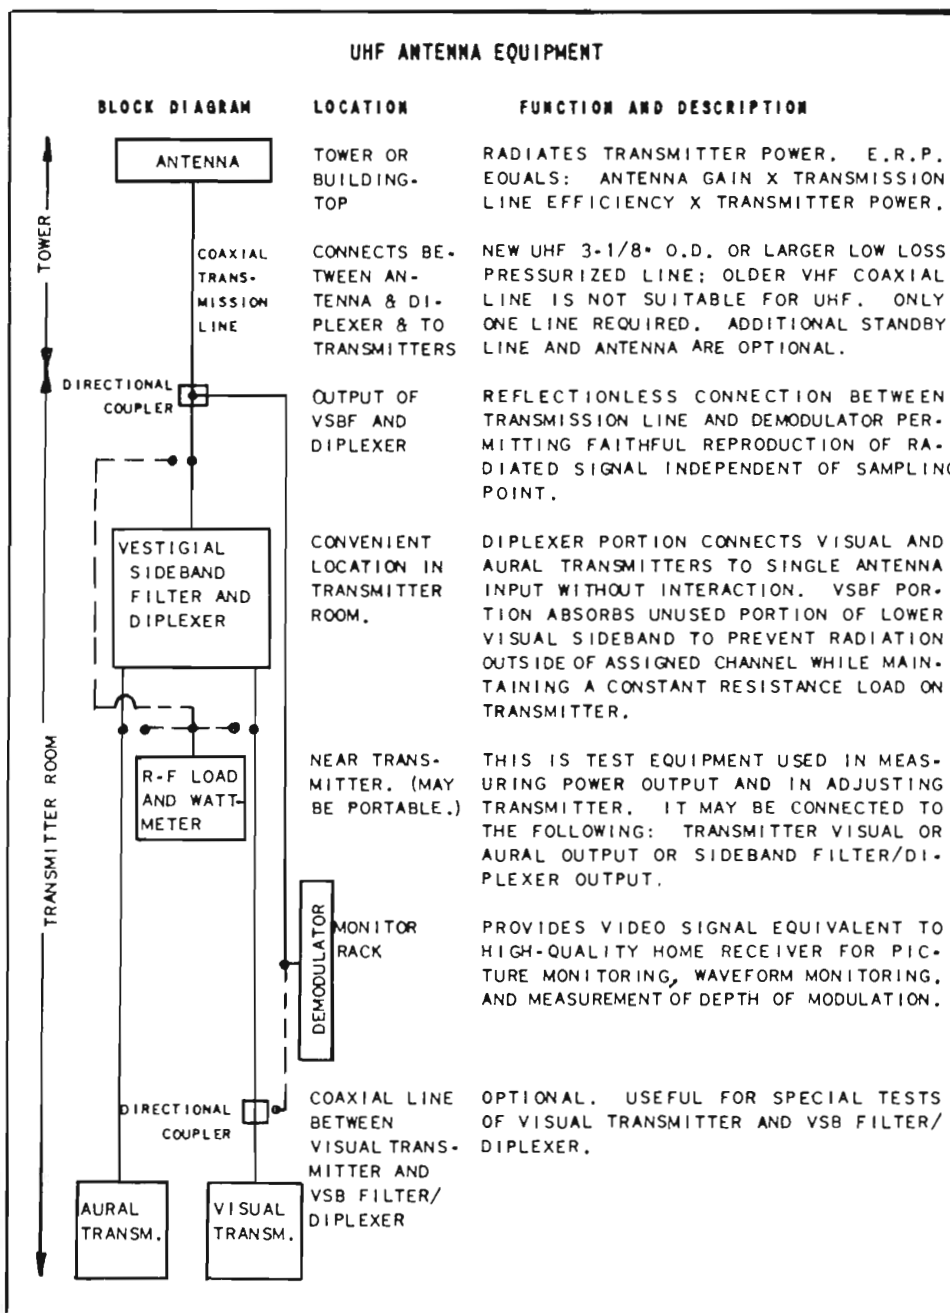 UHF ANTENNA EQUIPMENT
BLOCK DIAGRAM
LOCATION
FUNCTION AND DESCRIPTION
TOWER
ANTENNA
TOWER OR
BUILDING-
TOP
RADIATES TRANSMITTER POWER. E.R.P.
EQUALS: ANTENNA GAIN X TRANSMISSION
LINE EFFICIENCY X TRANSMITTER POWER.
COAXIAL
TRANS-
MISSION
LINE
CONNECTS BE-
TWEEN AN-
TENNA & DI-
PLEXER & TO
TRANSMITTERS
NEW UHF 3-1/8" O.D. OR LARGER LOW LOSS
PRESSURIZED LINE; OLDER VHF COAXIAL
LINE IS NOT SUITABLE FOR UHF. ONLY
ONE LINE REQUIRED. ADDITIONAL STANDBY
LINE AND ANTENNA ARE OPTIONAL.
TRANSMITTER ROOM
DIRECTIONAL
COUPLER
OUTPUT OF
VSBF AND
DIPLEXER
REFLECTIONLESS CONNECTION BETWEEN
TRANSMISSION LINE AND DEMODULATOR PER-
MITTING FAITHFUL REPRODUCTION OF RA-
DIATED SIGNAL INDEPENDENT OF SAMPLING
POINT.
VESTIGIAL
SIDEBAND
FILTER AND
DIPLEXER
CONVENIENT
LOCATION IN
TRANSMITTER
ROOM.
DIPLEXER PORTION CONNECTS VISUAL AND
AURAL TRANSMITTERS TO SINGLE ANTENNA
INPUT WITHOUT INTERACTION. VSBF POR-
TION ABSORBS UNUSED PORTION OF LOWER
VISUAL SIDEBAND TO PREVENT RADIATION
OUTSIDE OF ASSIGNED CHANNEL WHILE MAIN-
TAINING A CONSTANT RESISTANCE LOAD ON
TRANSMITTER.
R-F LOAD
AND WATT-
METER
NEAR TRANS-
MITTER. (MAY
BE PORTABLE.)
THIS IS TEST EQUIPMENT USED IN MEAS-
URING POWER OUTPUT AND IN ADJUSTING
TRANSMITTER. IT MAY BE CONNECTED TO
THE FOLLOWING: TRANSMITTER VISUAL OR
AURAL OUTPUT OR SIDEBAND FILTER/DI-
PLEXER OUTPUT.
DEMODULATOR
MONITOR
RACK
PROVIDES VIDEO SIGNAL EQUIVALENT TO
HIGH-QUALITY HOME RECEIVER FOR PIC-
TURE MONITORING, WAVEFORM MONITORING,
AND MEASUREMENT OF DEPTH OF MODULATION.
DIRECTIONAL
COUPLER
COAXIAL LINE
BETWEEN
VISUAL TRANS-
MITTER AND
VSB FILTER/
DIPLEXER
OPTIONAL. USEFUL FOR SPECIAL TESTS
OF VISUAL TRANSMITTER AND VSB FILTER/
DIPLEXER.
AURAL
TRANSM.
VISUAL
TRANSM.